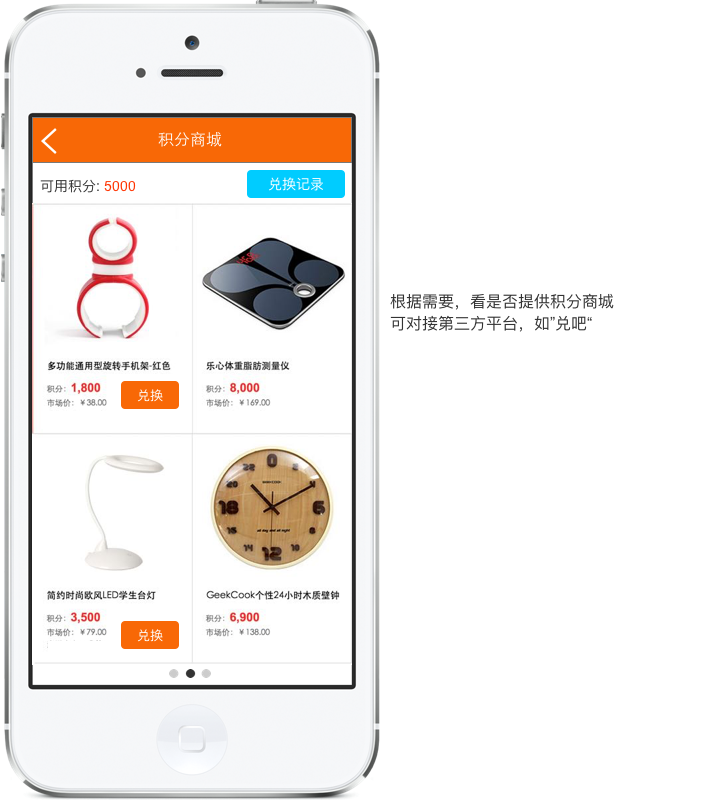 积分商城
可用积分: 5000
兑换记录
多功能通用型旋转手机架-红色
积分: 1,800
市场价: ￥38.00
兑换
乐心体重脂肪测量仪
积分: 8,000
市场价: ￥169.00
简约时尚欧风LED学生台灯
积分: 3,500
市场价: ￥79.00
兑换
GeekCook个性24小时木质壁钟
积分: 6,900
市场价: ￥138.00
根据需要，看是否提供积分商城
可对接第三方平台，如”兑吧“